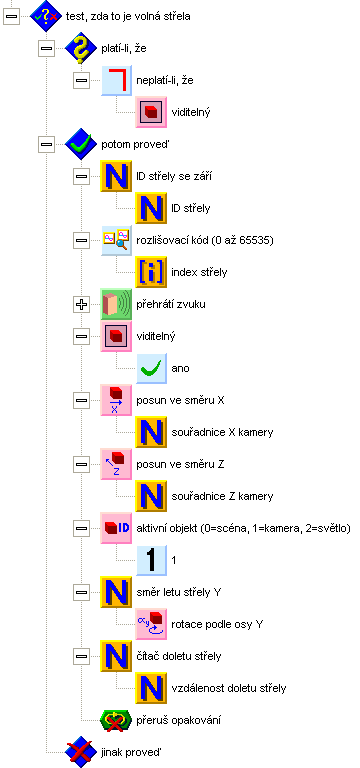 test, zda to je volná střela
platí-li, že
neplatí-li, že
viditelný
potom proveď
ID střely se září
ID střely
rozlišovací kód (0 až 65535)
index střely
přehrátí zvuku
viditelný
ano
posun ve směru X
souřadnice X kamery
posun ve směru Z
souřadnice Z kamery
ID aktivní objekt (0=scéna, 1=kamera, 2=světlo)
1 1
směr letu střely Y
rotace podle osy Y
čítač doletu střely
vzdálenost doletu střely
přeruš opakování
jinak proveď